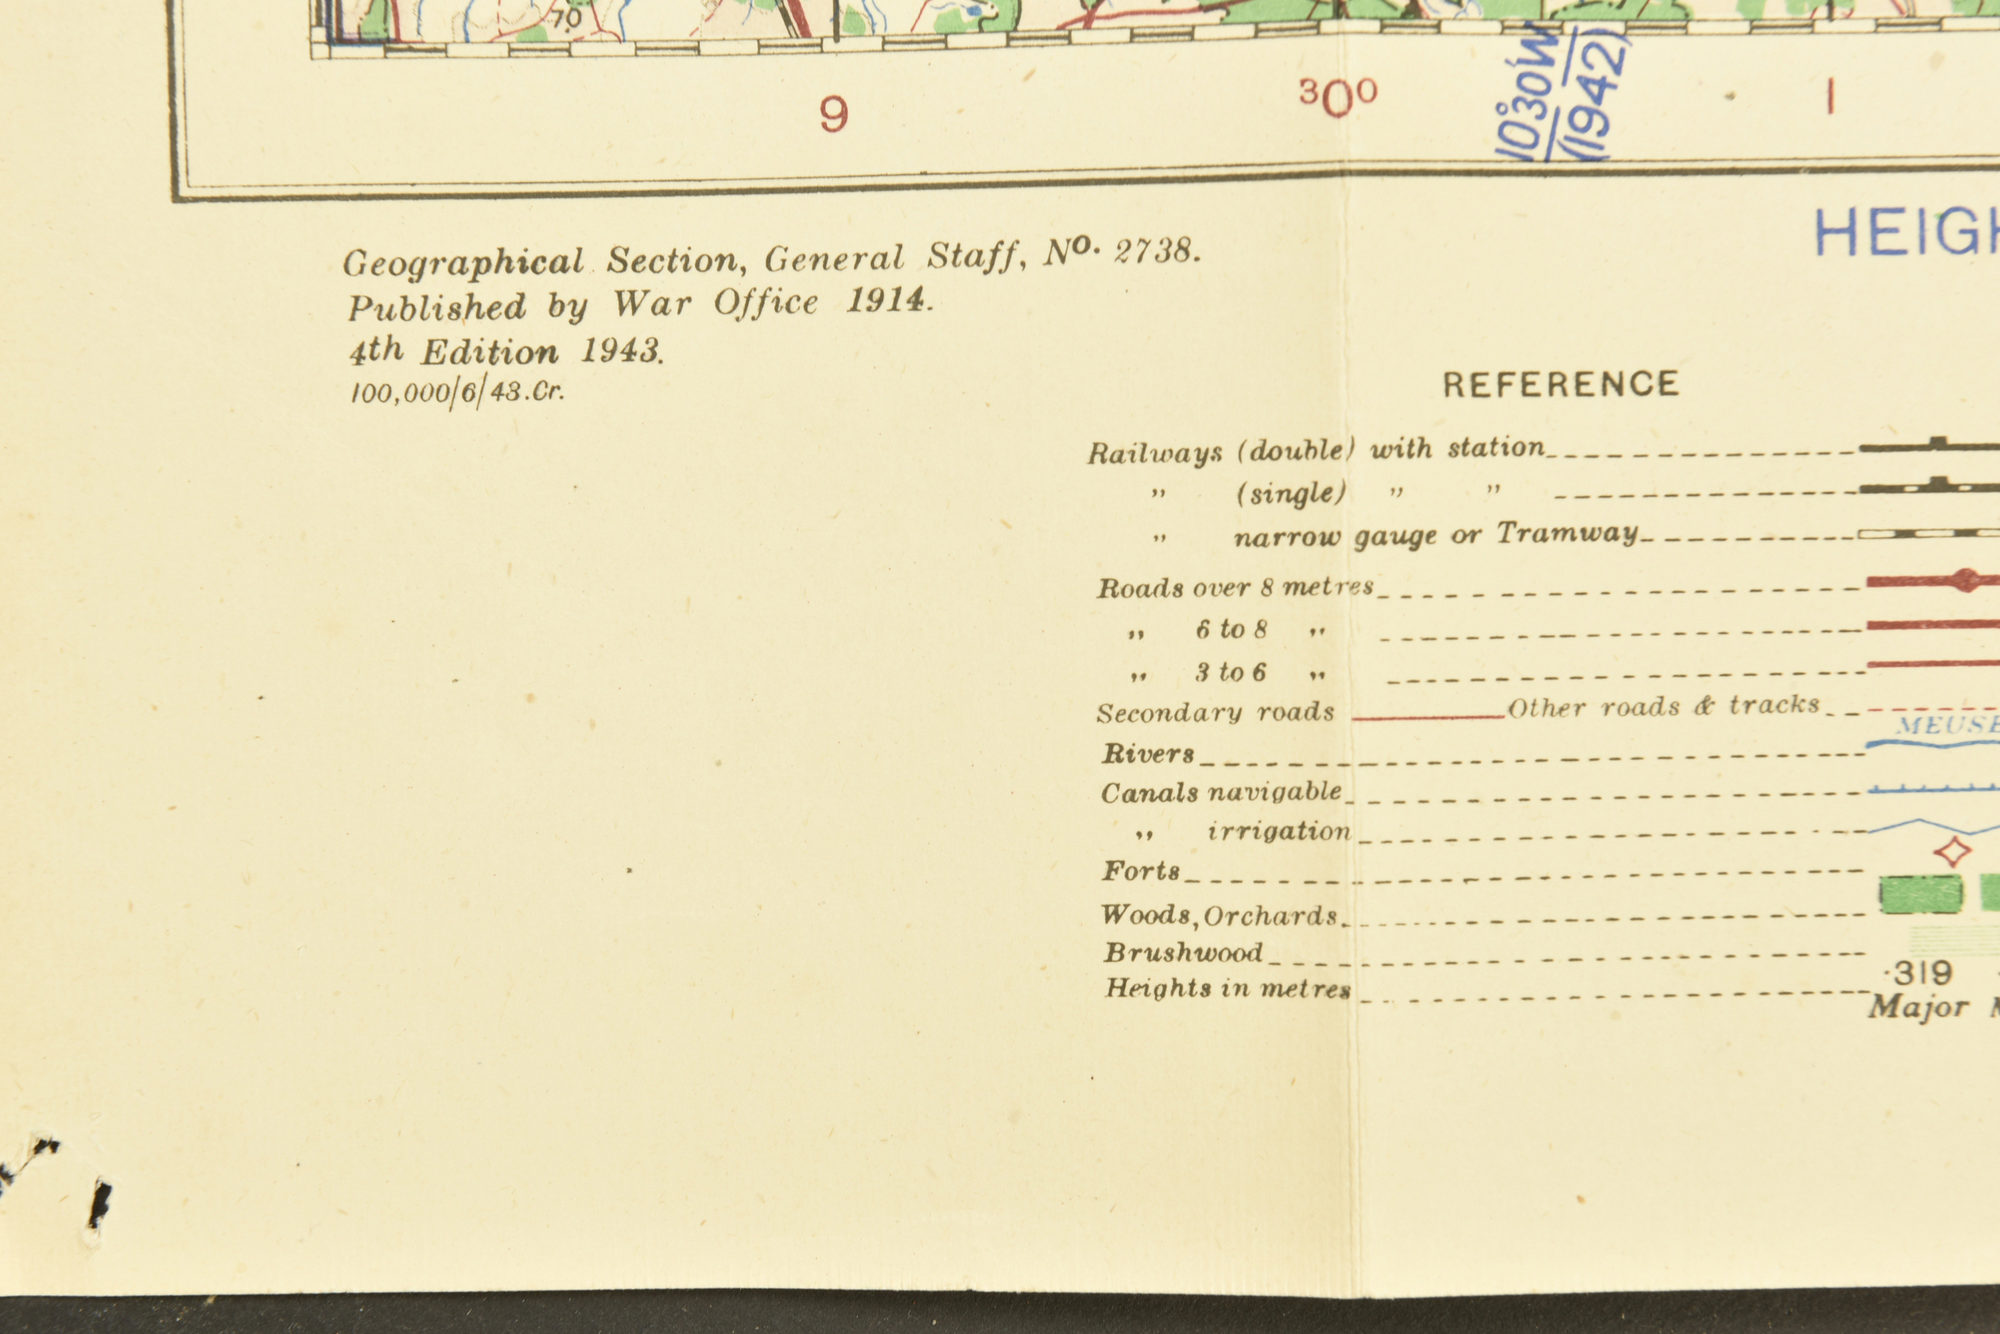 70
9
30⁰
10°30'W
(1942)
1
Geographical Section, General Staff, Nº. 2738.
Published by War Office 1914.
4th Edition 1943.
100,000/6/43.Cr.
REFERENCE
Railways (double) with station
" (single) " "
" narrow gauge or Tramway
Roads over 8 metres
" 6 to 8 "
" 3 to 6 "
Secondary roads Other roads & tracks
MEUSE
Rivers
Canals navigable
" irrigation
Forts
Woods, Orchards
Brushwood
·319
Heights in metres
Major